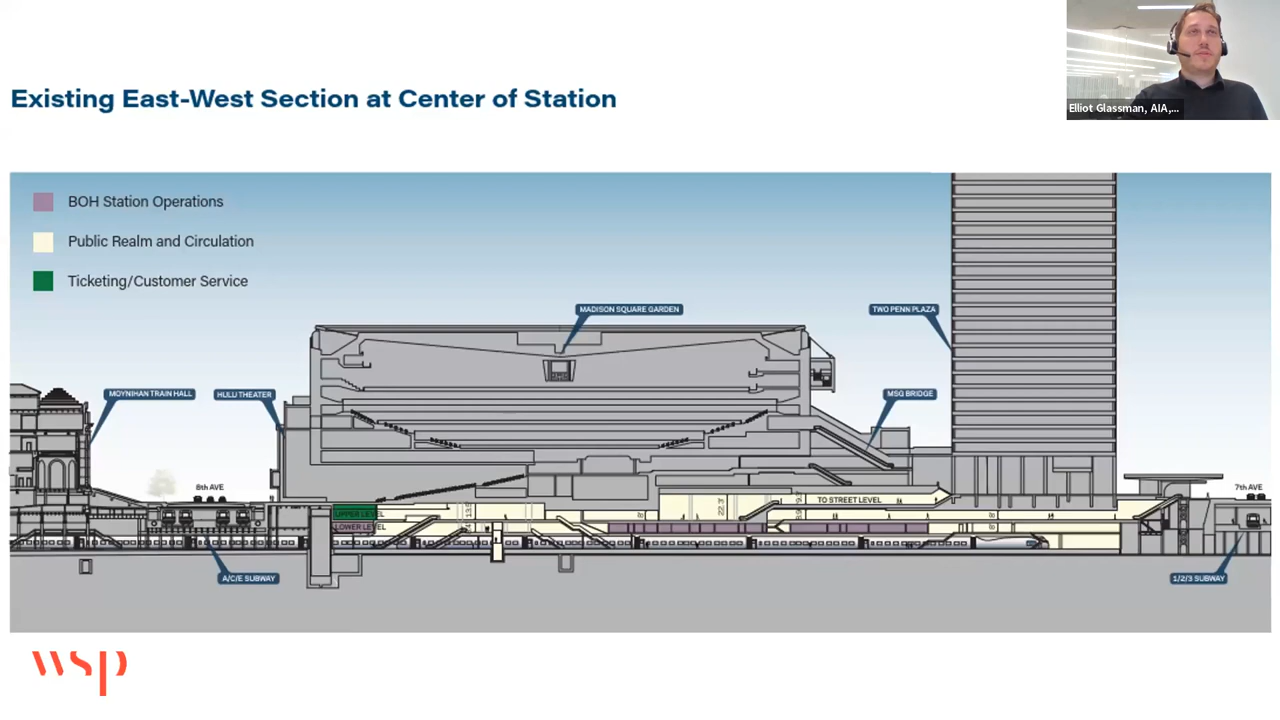 Elliot Glassman, AIA,...
Existing East-West Section at Center of Station
BOH Station Operations
Public Realm and Circulation
Ticketing/Customer Service
MADISON SQUARE GARDEN
TWO PENN PLAZA
MOYNIHAN TRAIN HALL
HULU THEATER
MSG BRIDGE
8th AVE
7th AVE
TO STREET LEVEL
UPPER LEVEL
LOWER LEVEL
A/C/E SUBWAY
1/2/3 SUBWAY
wsp